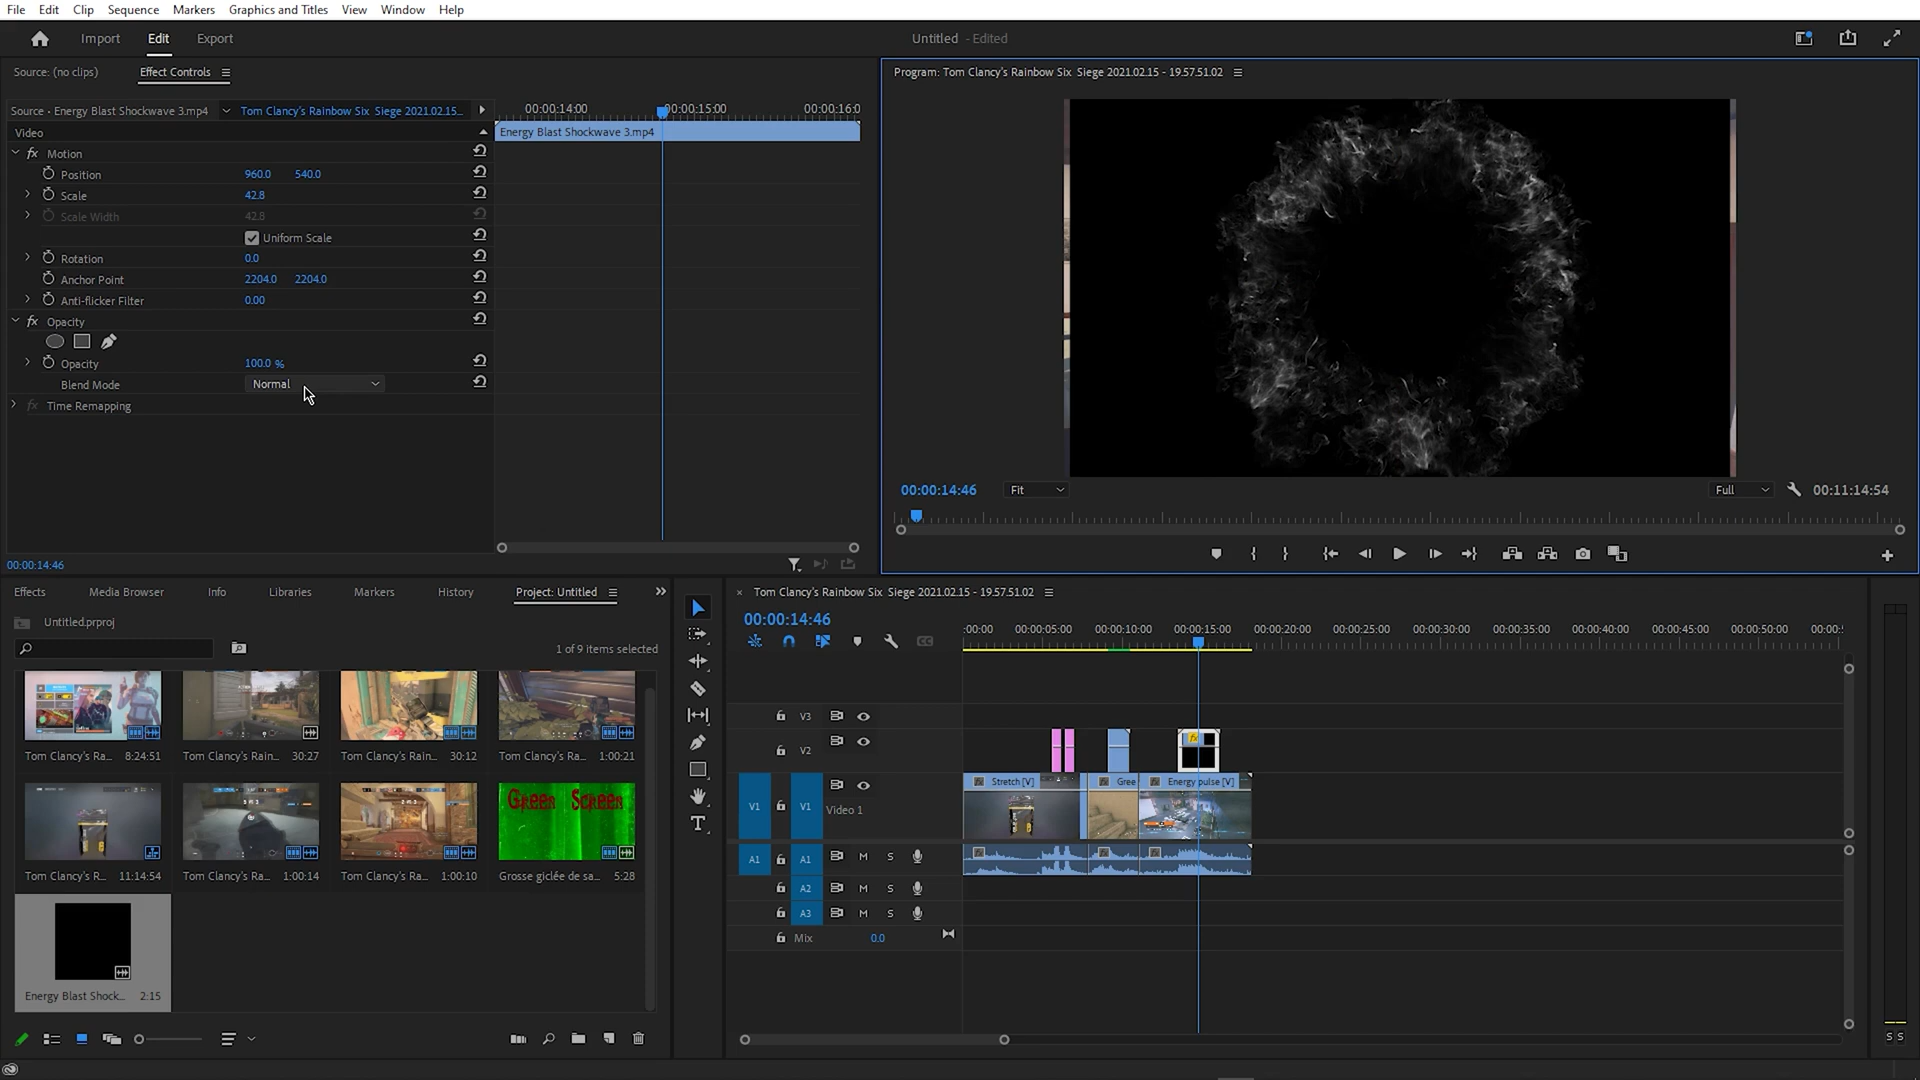 File Edit Clip Sequence Markers Graphics and Titles View Window Help
Import Edit Export
Untitled - Edited
Source: (no clips) Effect Controls
Source • Energy Blast Shockwave 3.mp4 Tom Clancy's Rainbow Six Siege 2021.02.15...
00:00:14:00 00:00:15:00 00:00:16:0
Video
Energy Blast Shockwave 3.mp4
fx Motion
Position 960.0 540.0
Scale 42.8
Scale Width 42.8
Uniform Scale
Rotation 0.0
Anchor Point 2204.0 2204.0
Anti-flicker Filter 0.00
fx Opacity
Opacity 100.0 %
Blend Mode Normal
fx Time Remapping
00:00:14:46
Program: Tom Clancy's Rainbow Six Siege 2021.02.15 - 19.57.51.02
00:00:14:46 Fit Full 00:11:14:54
Effects Media Browser Info Libraries Markers History Project: Untitled
Untitled.prproj
1 of 9 items selected
Tom Clancy's Ra... 8:24:51
Tom Clancy's Rain... 30:27
Tom Clancy's Rain... 30:12
Tom Clancy's Ra... 1:00:21
Green Screen
Tom Clancy's R... 11:14:54
Tom Clancy's Ra... 1:00:14
Tom Clancy's Ra... 1:00:10
Grosse giclée de sa... 5:28
Energy Blast Shock... 2:15
T
Tom Clancy's Rainbow Six Siege 2021.02.15 - 19.57.51.02
00:00:14:46
:00:00 00:00:05:00 00:00:10:00 00:00:15:00 00:00:20:00 00:00:25:00 00:00:30:00 00:00:35:00 00:00:40:00 00:00:45:00 00:00:50:00 00:00:
V3
V2 fx
Stretch [V] Gree Energy pulse [V]
V1 V1 Video 1
A1 A1 M S
A2 M S
A3 M S
Mix 0.0
S S